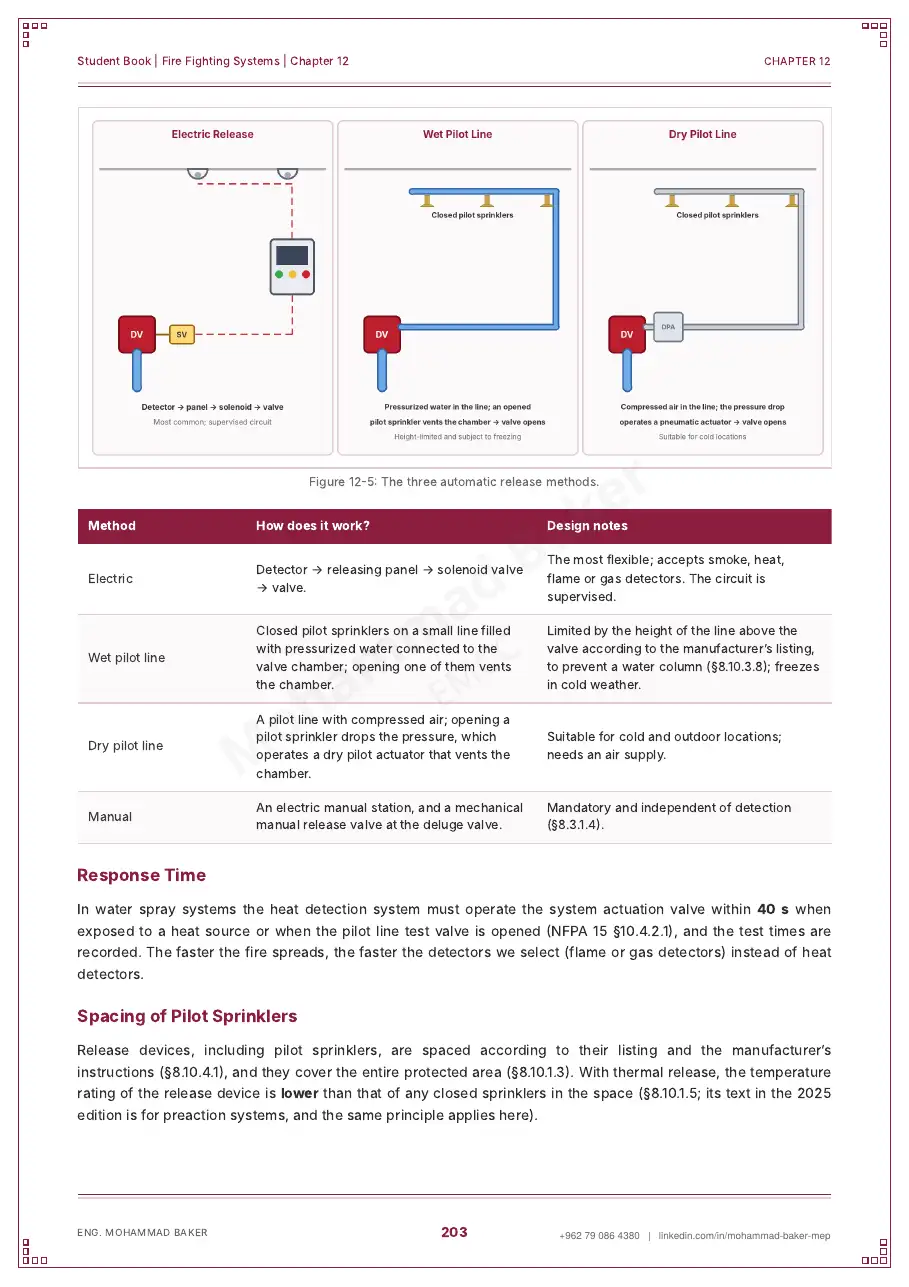 Student Book | Fire Fighting Systems | Chapter 12
CHAPTER 12
Electric Release
DV
SV
Detector → panel → solenoid → valve
Most common; supervised circuit
Wet Pilot Line
Closed pilot sprinklers
DV
Pressurized water in the line; an opened
pilot sprinkler vents the chamber → valve opens
Height-limited and subject to freezing
Dry Pilot Line
Closed pilot sprinklers
DV
DPA
Compressed air in the line; the pressure drop
operates a pneumatic actuator → valve opens
Suitable for cold locations
Figure 12-5: The three automatic release methods.
Method
How does it work?
Design notes
Electric
Detector → releasing panel → solenoid valve
→ valve.
The most flexible; accepts smoke, heat,
flame or gas detectors. The circuit is
supervised.
Wet pilot line
Closed pilot sprinklers on a small line filled
with pressurized water connected to the
valve chamber; opening one of them vents
the chamber.
Limited by the height of the line above the
valve according to the manufacturer's listing,
to prevent a water column (§8.10.3.8); freezes
in cold weather.
Dry pilot line
A pilot line with compressed air; opening a
pilot sprinkler drops the pressure, which
operates a dry pilot actuator that vents the
chamber.
Suitable for cold and outdoor locations;
needs an air supply.
Manual
An electric manual station, and a mechanical
manual release valve at the deluge valve.
Mandatory and independent of detection
(§8.3.1.4).
Response Time
In water spray systems the heat detection system must operate the system actuation valve within 40 s when
exposed to a heat source or when the pilot line test valve is opened (NFPA 15 §10.4.2.1), and the test times are
recorded. The faster the fire spreads, the faster the detectors we select (flame or gas detectors) instead of heat
detectors.
Spacing of Pilot Sprinklers
Release devices, including pilot sprinklers, are spaced according to their listing and the manufacturer's
instructions (§8.10.4.1), and they cover the entire protected area (§8.10.1.3). With thermal release, the temperature
rating of the release device is lower than that of any closed sprinklers in the space (§8.10.1.5; its text in the 2025
edition is for preaction systems, and the same principle applies here).
ENG. MOHAMMAD BAKER
203
+962 79 086 4380 | linkedin.com/in/mohammad-baker-mep
Mohammad Baker